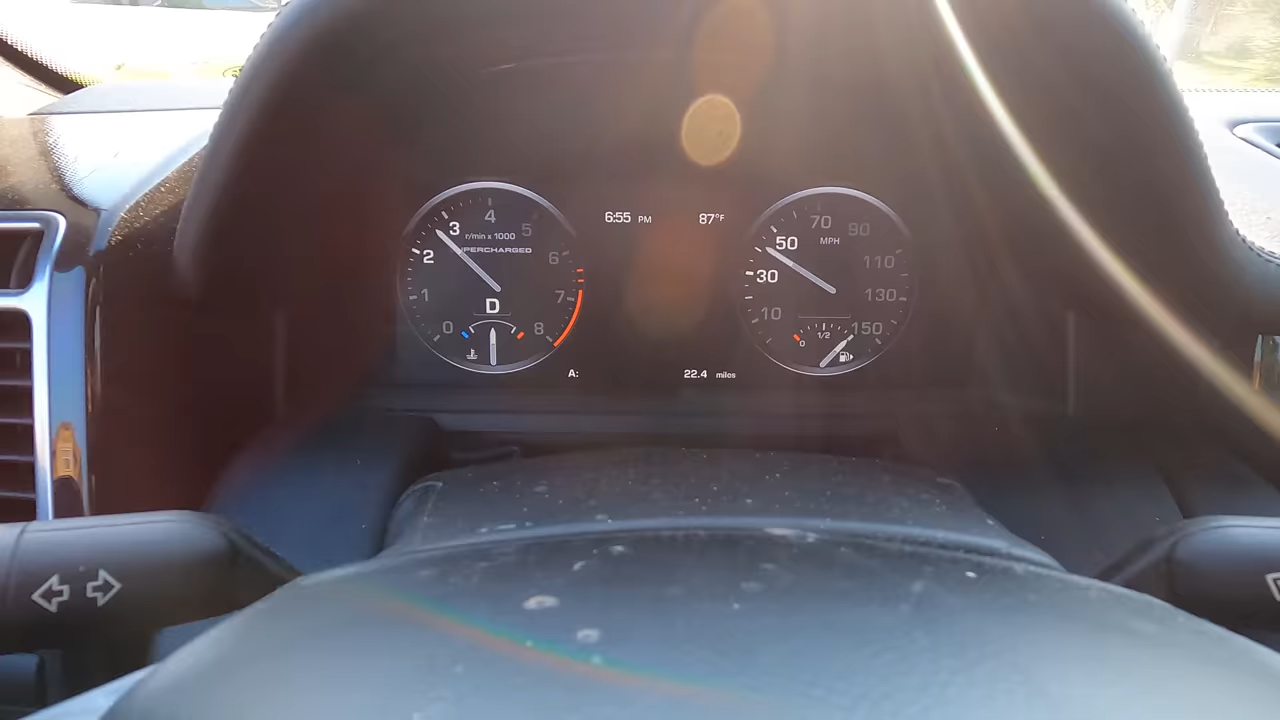 4
3 5
r/min x 1000
PERCHARGED
2 6
1 7
D
0 8
6:55 PM 87°F
70
50 90
MPH
30 110
10 130
150
0 1/2
A: 22.4 miles